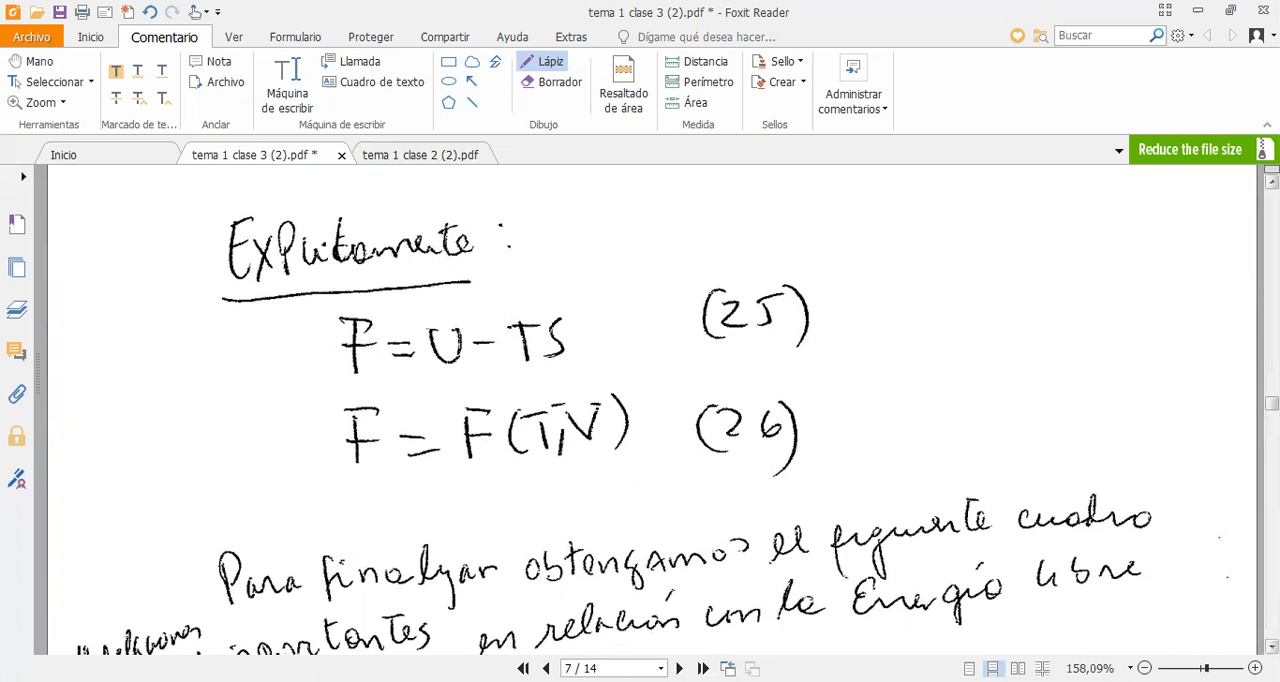 tema 1 clase 3 (2).pdf * - Foxit Reader
Archivo Inicio Comentario Ver Formulario Proteger Compartir Ayuda Extras Dígame qué desea hacer... Buscar
Mano
Seleccionar
Zoom
Herramientas
T T T
T T T
Marcado de te...
Nota
Archivo
Anclar
Máquina de escribir
Llamada
Cuadro de texto
Máquina de escribir
Lápiz
Borrador
Dibujo
Resaltado de área
Distancia
Perímetro
Área
Medida
Sello
Crear
Sellos
Administrar comentarios
Inicio tema 1 clase 3 (2).pdf * tema 1 clase 2 (2).pdf Reduce the file size
Explícitamente :
F = U - TS (25)
F = F(T,V) (26)
Para finalizar obtengamos el siguiente cuadro
relaciones importantes en relación con la Energía libre
7 / 14 158,09%